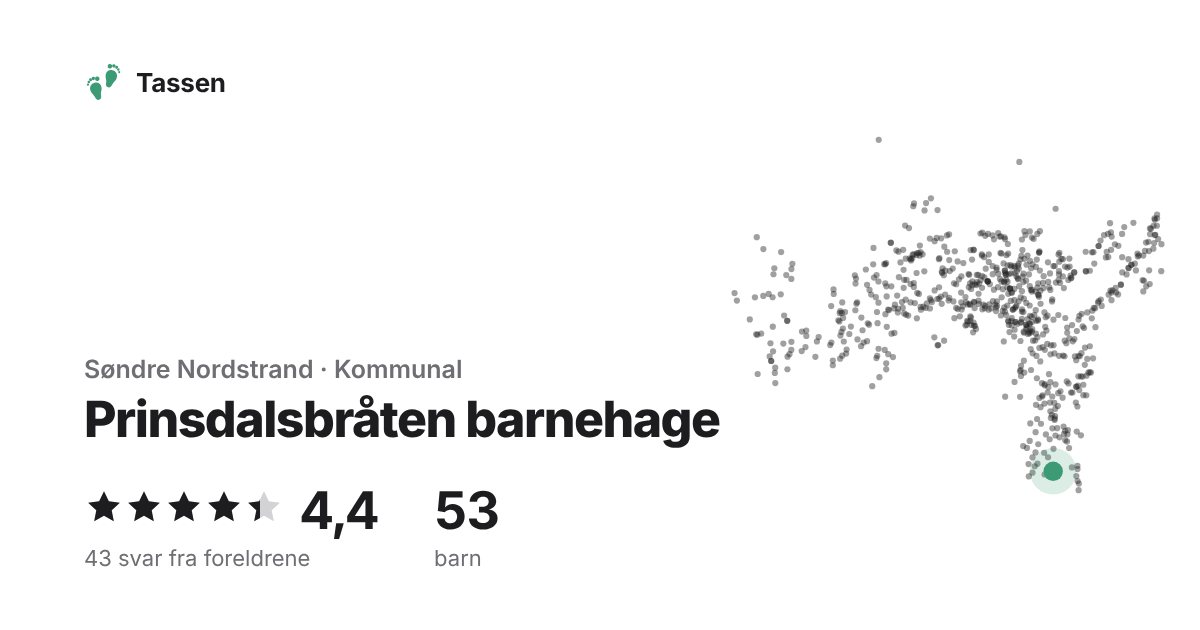 Tassen
Søndre Nordstrand · Kommunal
Prinsdalsbråten barnehage
4,4 53
43 svar fra foreldrene barn